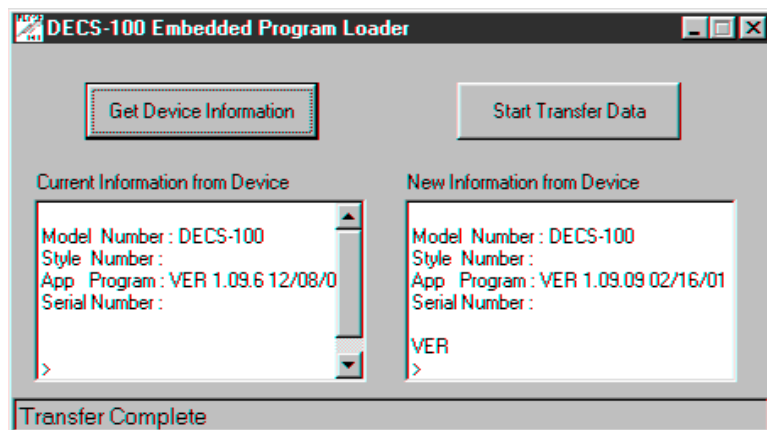 DECS-100 Embedded Program Loader
Get Device Information
Start Transfer Data
Current Information from Device
Model Number : DECS-100
Style Number :
App Program : VER 1.09.6 12/08/0
Serial Number :
>
New Information from Device
Model Number : DECS-100
Style Number :
App Program : VER 1.09.09 02/16/01
Serial Number :
VER
>
Transfer Complete